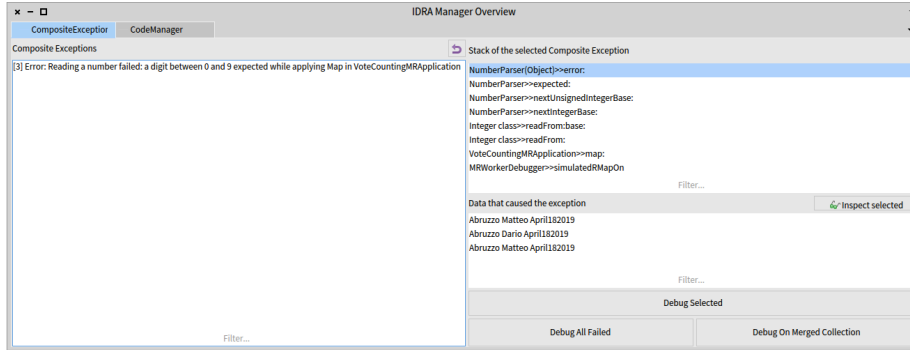 IDRA Manager Overview
CompositeException
CodeManager
Composite Exceptions
[3] Error: Reading a number failed: a digit between 0 and 9 expected while applying Map in VoteCountingMRApplication
Filter...
Stack of the selected Composite Exception
NumberParser(Object)>>error:
NumberParser>>expected:
NumberParser>>nextUnsignedIntegerBase:
NumberParser>>nextIntegerBase:
Integer class>>readFrom:base:
Integer class>>readFrom:
VoteCountingMRApplication>>map:
MRWorkerDebugger>>simulatedRMapOn
Filter...
Data that caused the exception
Inspect selected
Abruzzo Matteo April182019
Abruzzo Dario April182019
Abruzzo Matteo April182019
Filter...
Debug Selected
Debug All Failed
Debug On Merged Collection